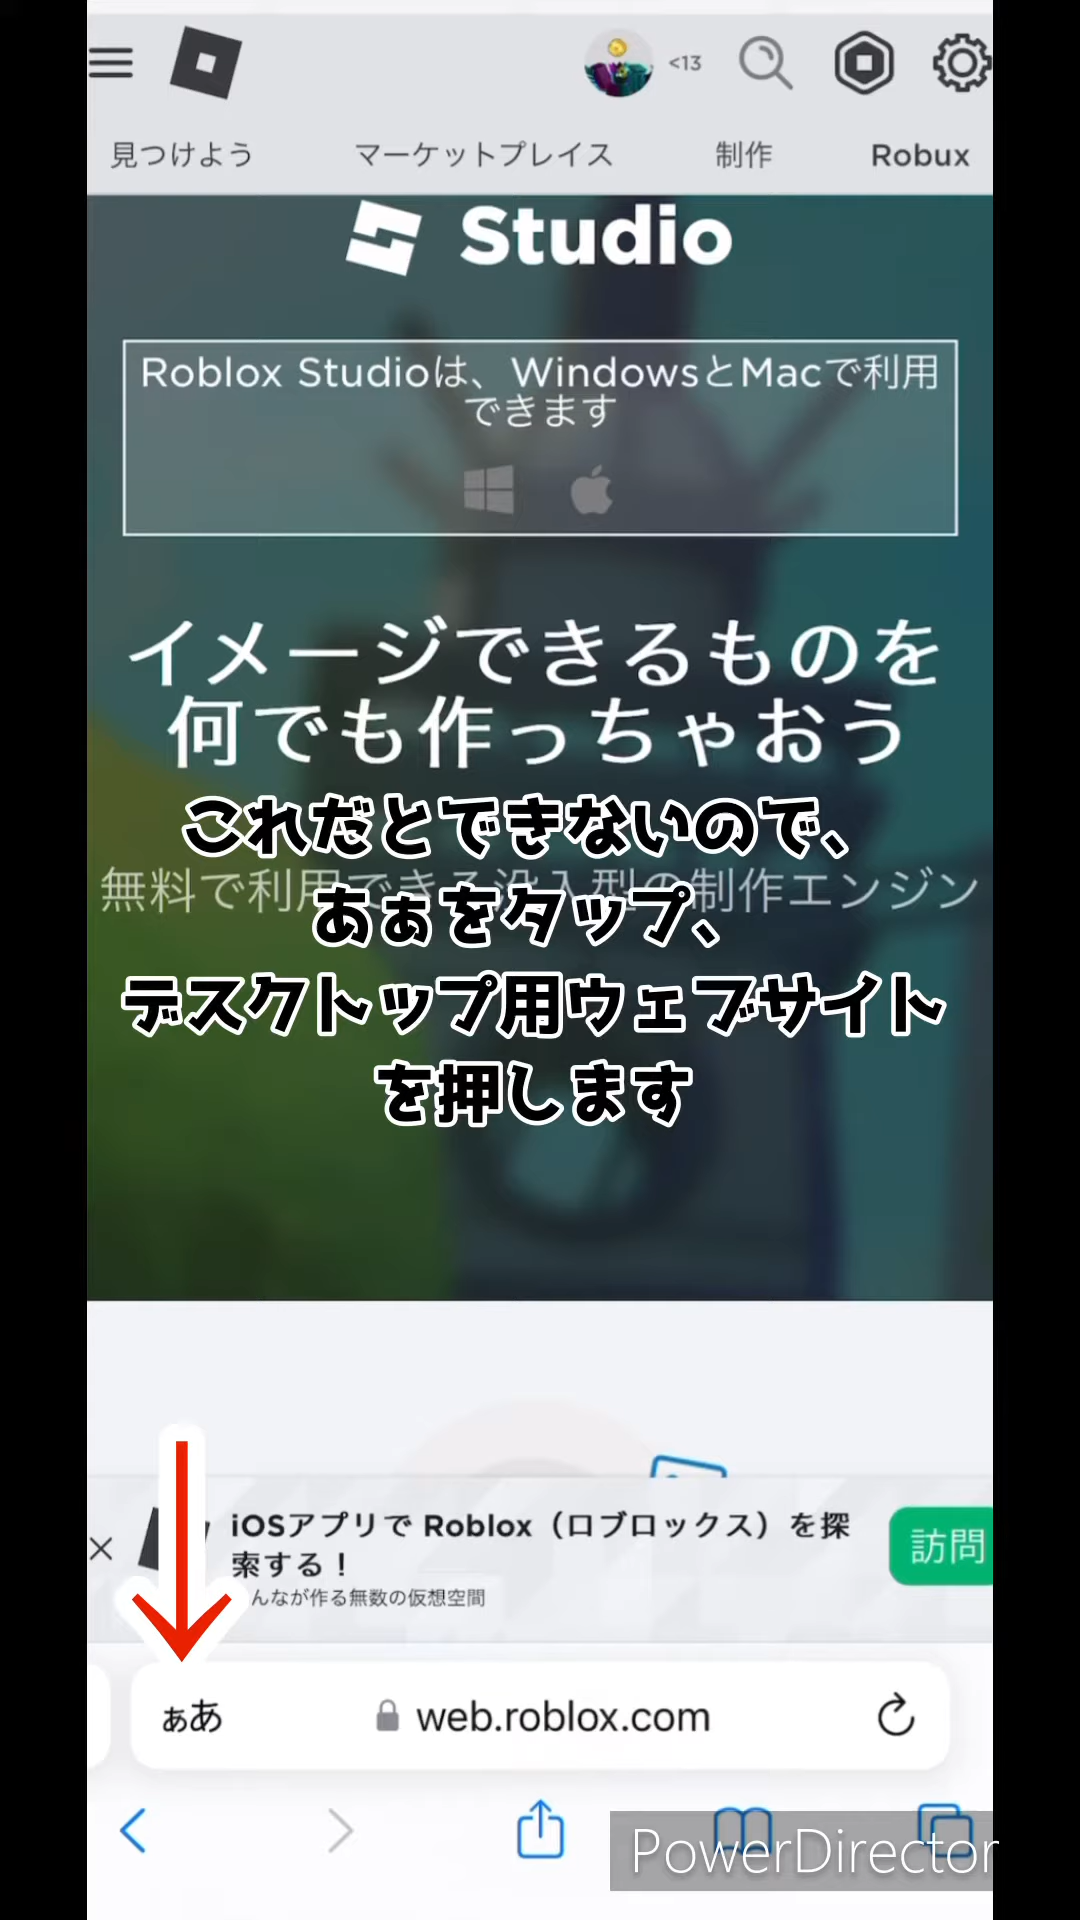 <13
見つけよう マーケットプレイス 制作 Robux
Studio
Roblox Studioは、WindowsとMacで利用
できます
イメージできるものを
何でも作っちゃおう
これだとできないので、
無料で利用できる没入型の制作エンジン
あぁをタップ、
デスクトップ用ウェブサイト
を押します
iOSアプリで Roblox（ロブロックス）を探
索する！
んなが作る無数の仮想空間
訪問
ぁあ web.roblox.com
PowerDirector